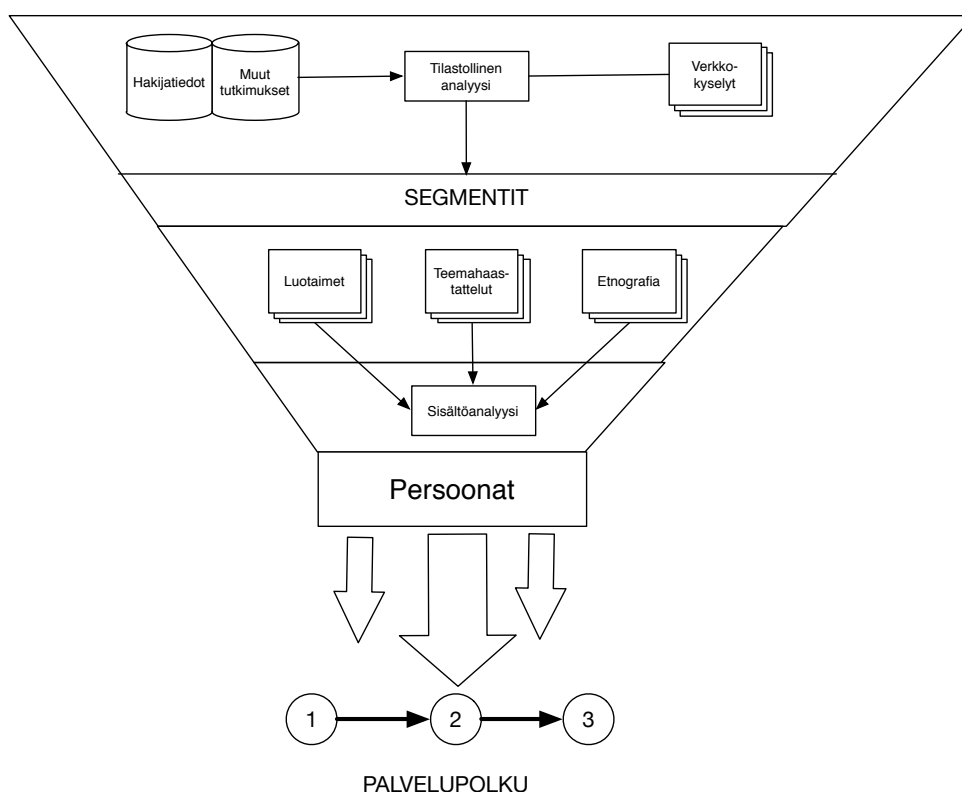 Hakijatiedot
Muut
tutkimukset
Tilastollinen
analyysi
Verkko-
kyselyt
SEGMENTIT
Luotaimet
Teemahaas-
tattelut
Etnografia
Sisältöanalyysi
Persoonat
1
2
3
PALVELUPOLKU